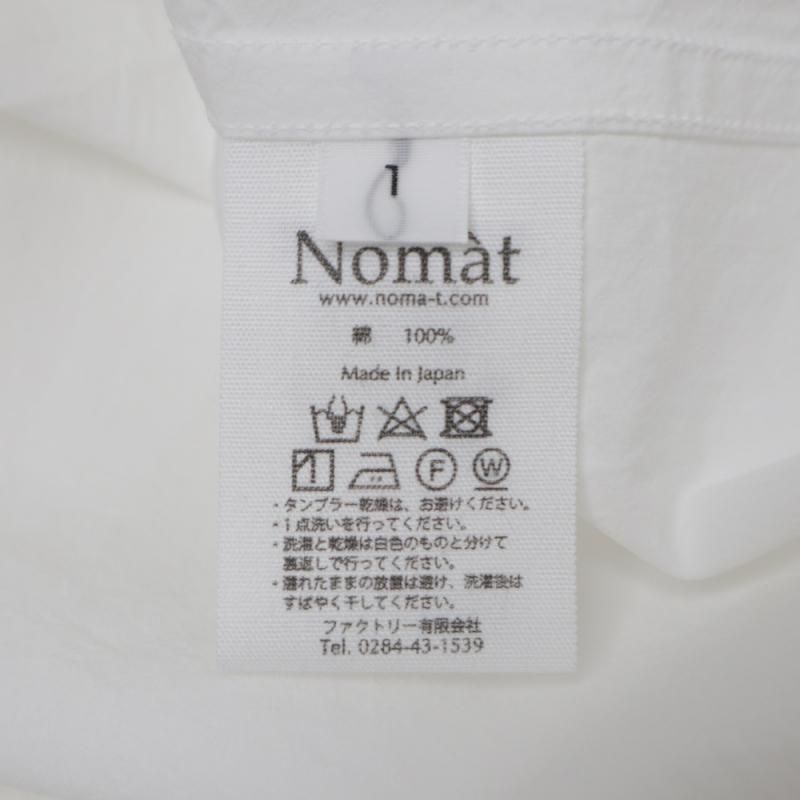 1
Nomàt
www.noma-t.com
綿 100%
Made In Japan
1
F
W
・タンブラー乾燥は、お避けください。
・1点洗いを行ってください。
・洗濯と乾燥は白色のものと分けて
裏返しで行ってください。
・濡れたままの放置は避け、洗濯後は
すばやく干してください。
ファクトリー有限会社
Tel. 0284-43-1539